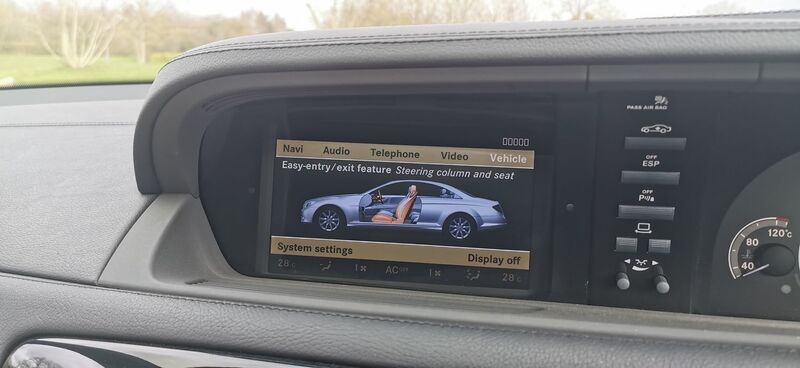 Navi Audio Telephone Video Vehicle
Easy-entry/exit feature Steering column and seat
System settings Display off
28°C AC OFF 28°C
PASS AIR BAG
OFF
ESP
OFF
P
120°C
80
40